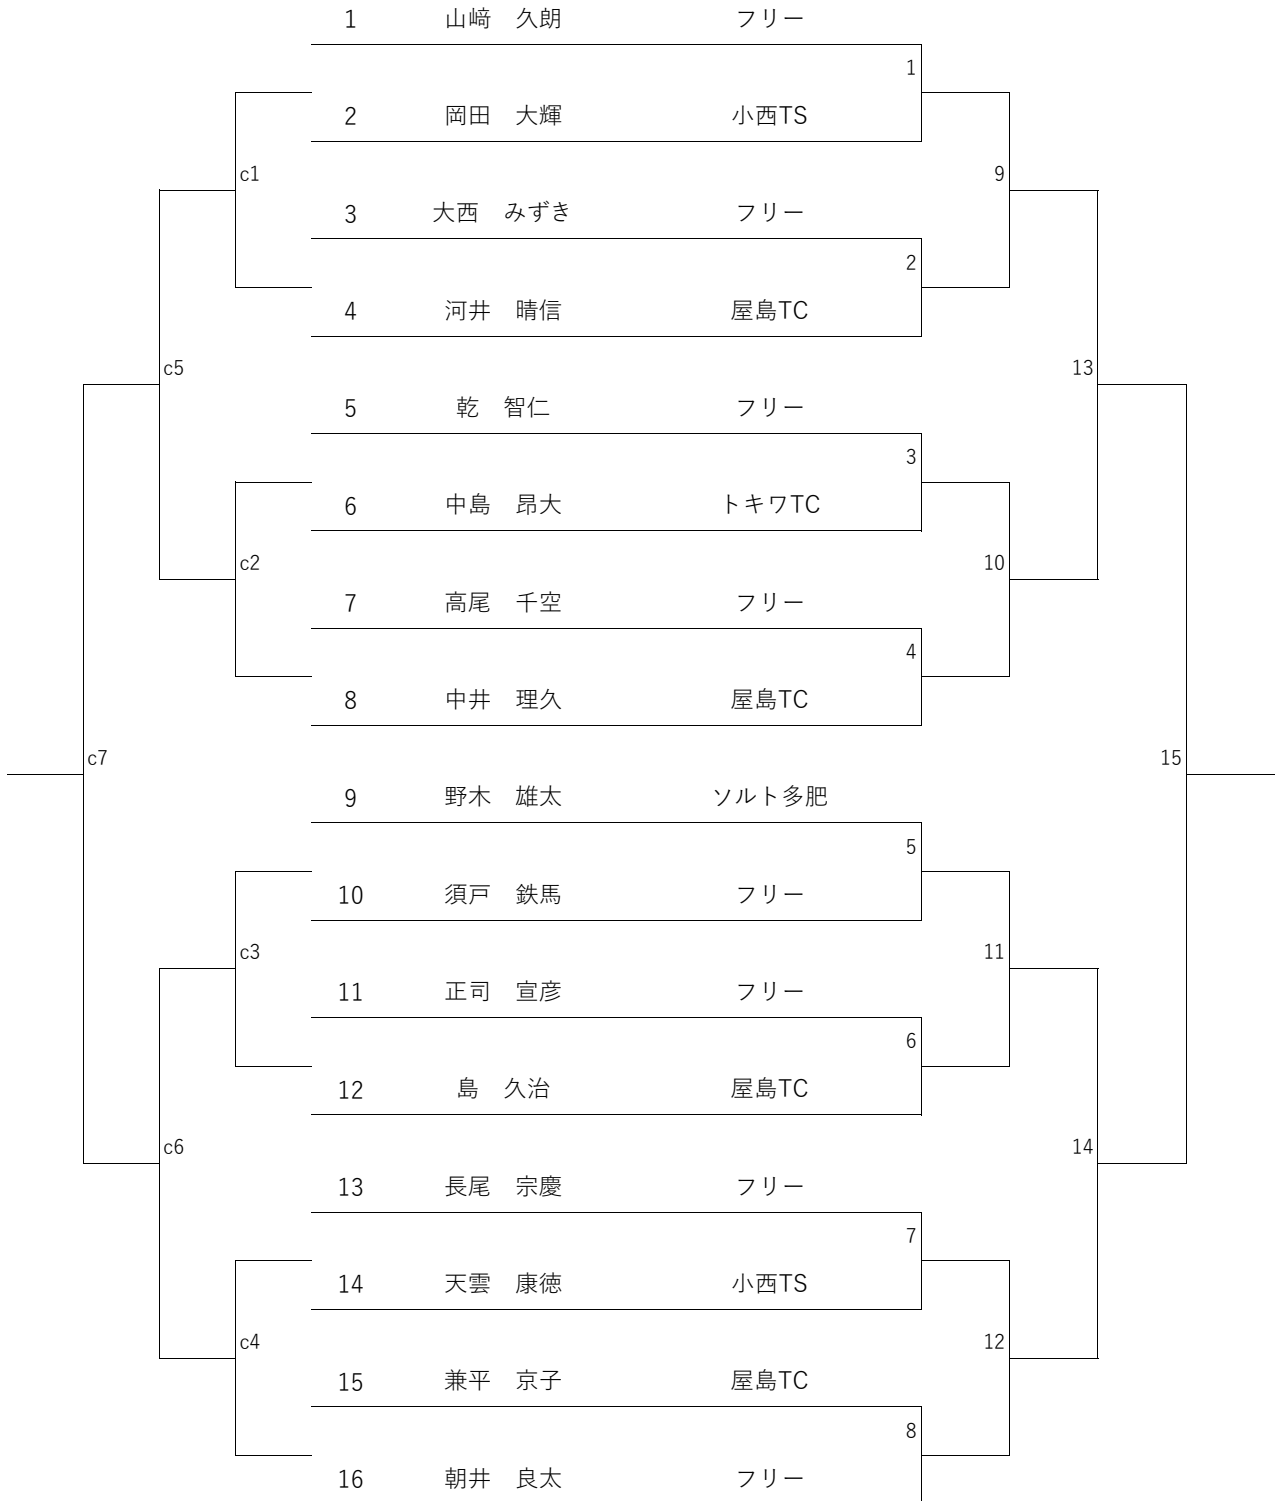 1 山﨑　久朗 フリー
1
2 岡田　大輝 小西TS
c1 9
3 大西　みずき フリー
2
4 河井　晴信 屋島TC
c5 13
5 乾　智仁 フリー
3
6 中島　昂大 トキワTC
c2 10
7 高尾　千空 フリー
4
8 中井　理久 屋島TC
c7 15
9 野木　雄太 ソルト多肥
5
10 須戸　鉄馬 フリー
c3 11
11 正司　宣彦 フリー
6
12 島　久治 屋島TC
c6 14
13 長尾　宗慶 フリー
7
14 天雲　康徳 小西TS
c4 12
15 兼平　京子 屋島TC
8
16 朝井　良太 フリー